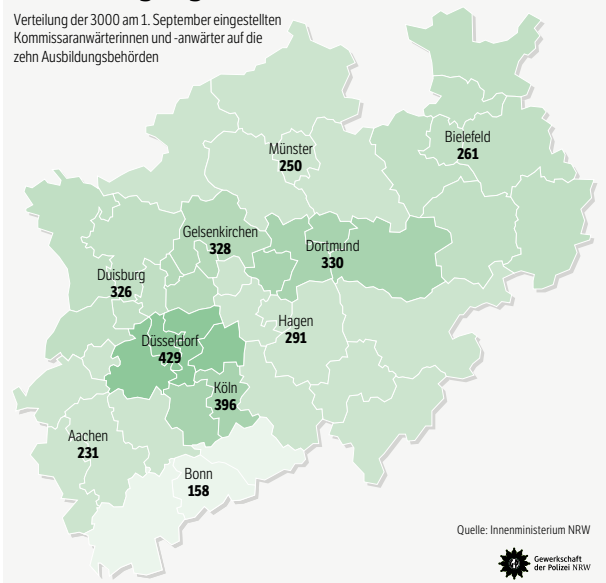 Verteilung der 3000 am 1. September eingestellten
Kommissaranwärterinnen und -anwärter auf die
zehn Ausbildungsbehörden
Bielefeld
261
Münster
250
Gelsenkirchen
328
Dortmund
330
Duisburg
326
Hagen
291
Düsseldorf
429
Köln
396
Aachen
231
Bonn
158
Quelle: Innenministerium NRW
Gewerkschaft
der Polizei NRW